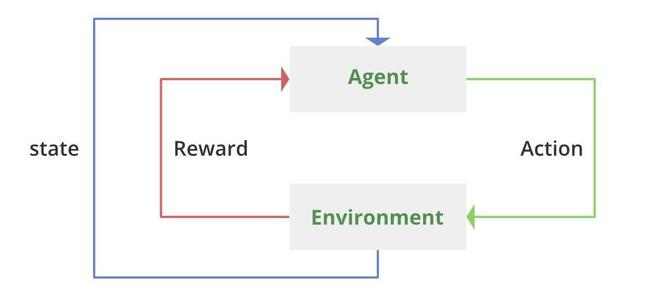 Agent
state
Reward
Action
Environment